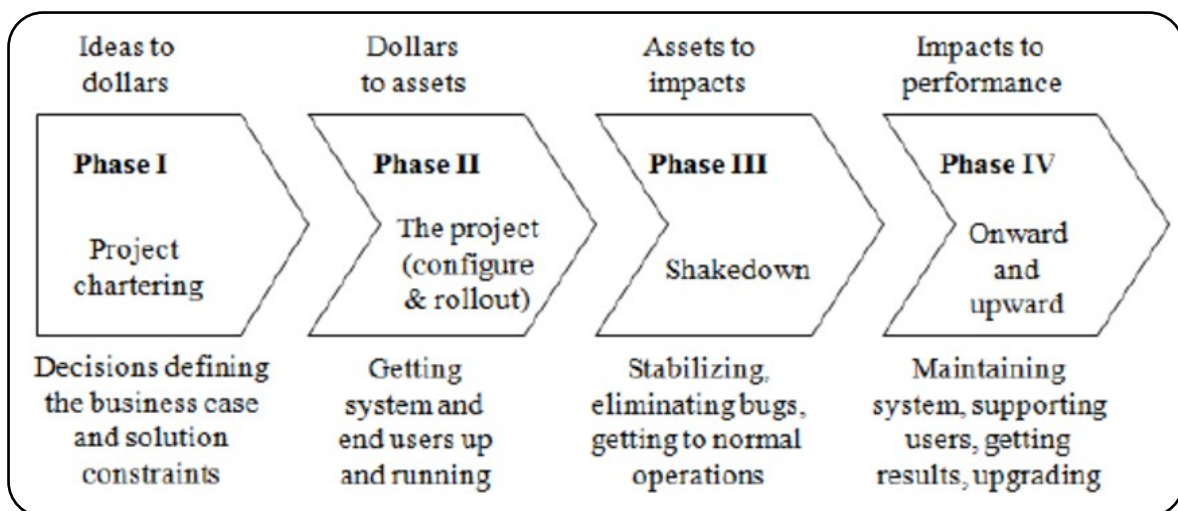 Ideas to
dollars
Dollars
to assets
Assets to
impacts
Impacts to
performance
Phase I
Project
chartering
Phase II
The project
(configure
& rollout)
Phase III
Shakedown
Phase IV
Onward
and
upward
Decisions defining
the business case
and solution
constraints
Getting
system and
end users up
and running
Stabilizing,
eliminating bugs,
getting to normal
operations
Maintaining
system, supporting
users, getting
results, upgrading